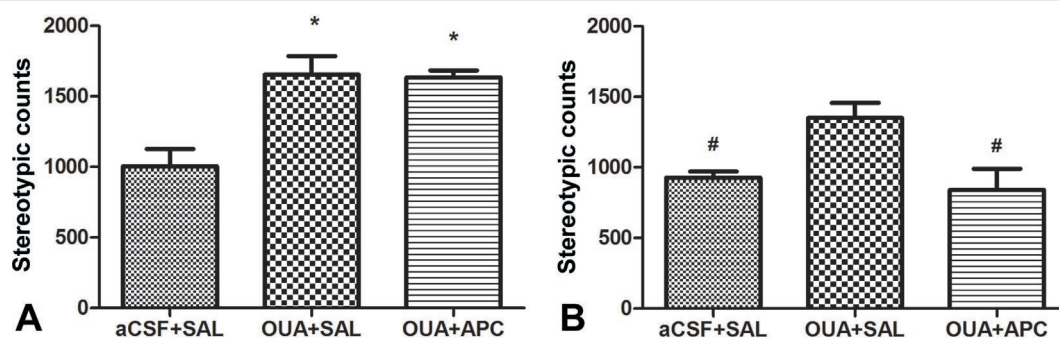 2000
1500
1000
500
0
Stereotypic counts
* *
aCSF+SAL OUA+SAL OUA+APC
A
2000
1500
1000
500
0
Stereotypic counts
# #
aCSF+SAL OUA+SAL OUA+APC
B